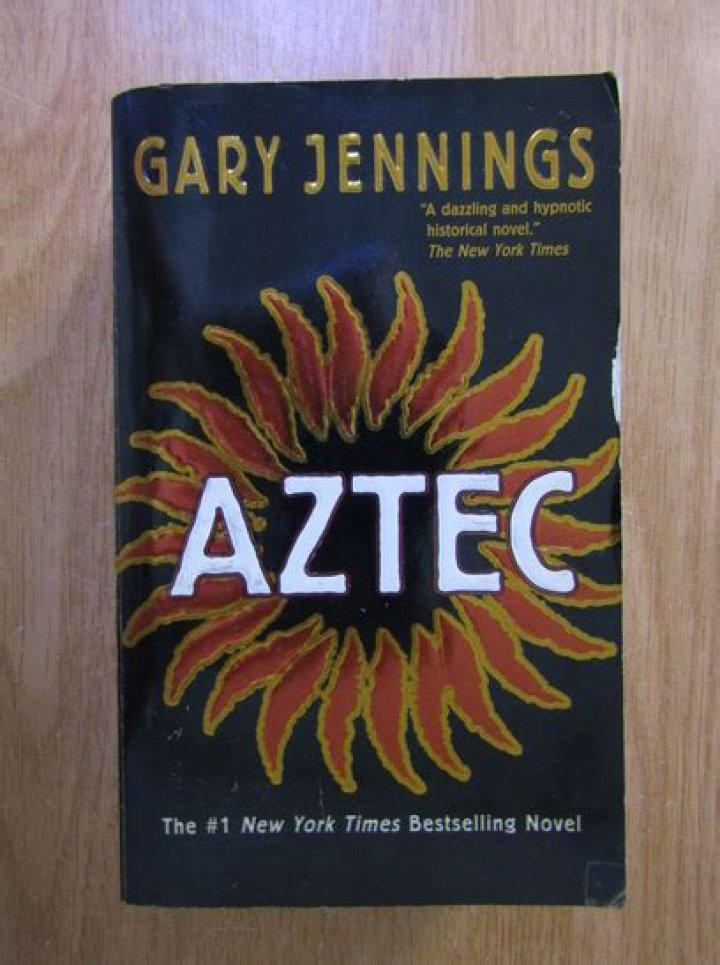 GARY JENNINGS
"A dazzling and hypnotic
historical novel."
The New York Times
AZTEC
The #1 New York Times Bestselling Novel